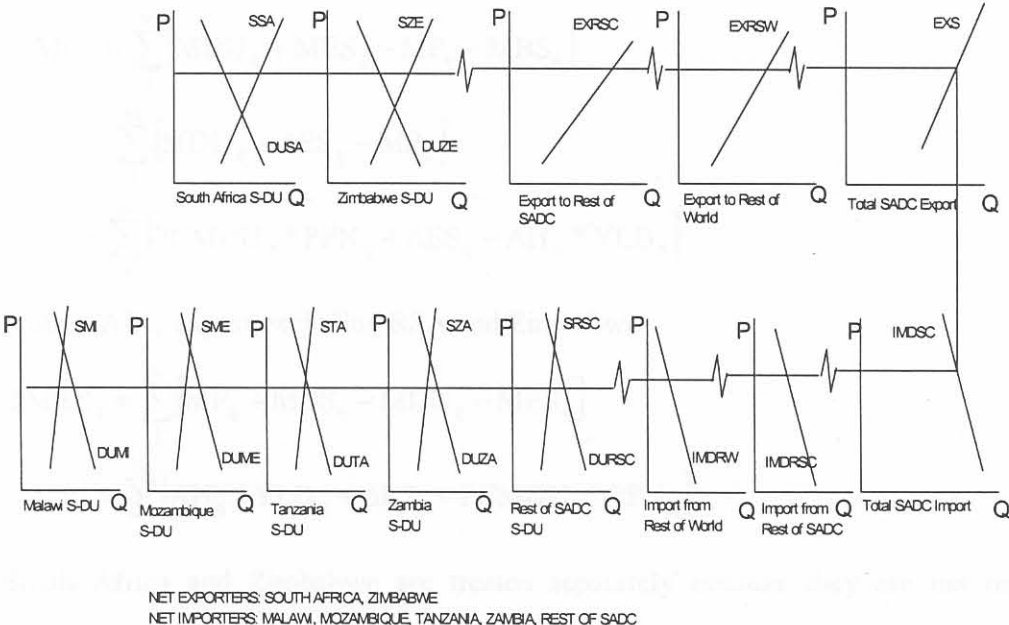 P SSA P SZE P EXRSC P EXRSW P EXS
DUSA DUZE
South Africa S-DU Q Zimbabwe S-DU Q Export to Rest of SADC Q Export to Rest of World Q Total SADC Export Q
P SMI P SME P STA P SZA P SRSC P P P IMDSC
DUMI DUME DUTA DUZA DURSC IMDRW IMDRSC
Malawi S-DU Q Mozambique S-DU Q Tanzania S-DU Q Zambia S-DU Q Rest of SADC S-DU Q Import from Rest of World Q Import from Rest of SADC Q Total SADC Import Q
NET EXPORTERS: SOUTH AFRICA, ZIMBABWE
NET IMPORTERS: MALAWI, MOZAMBIQUE, TANZANIA, ZAMBIA, REST OF SADC